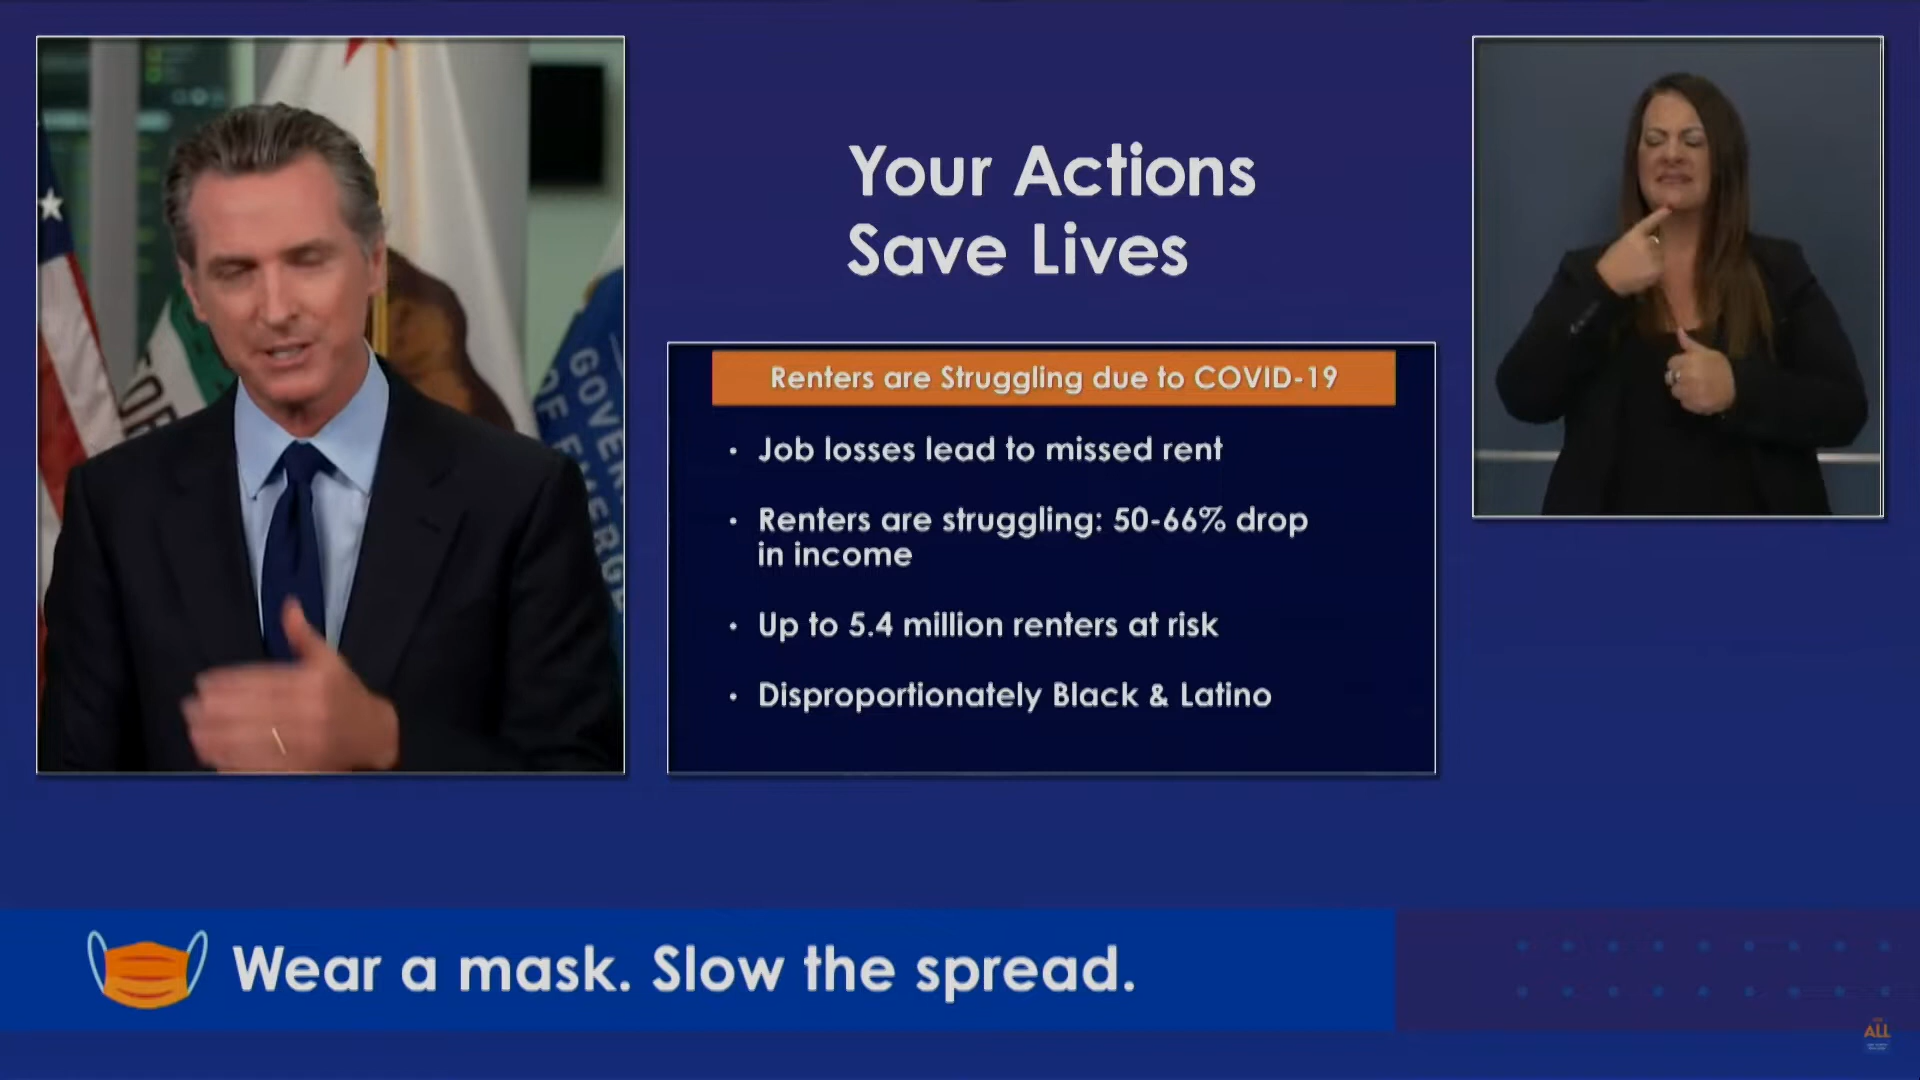 Your Actions
Save Lives
Renters are Struggling due to COVID-19
• Job losses lead to missed rent
• Renters are struggling: 50-66% drop
in income
• Up to 5.4 million renters at risk
• Disproportionately Black & Latino
Wear a mask. Slow the spread.
ALL